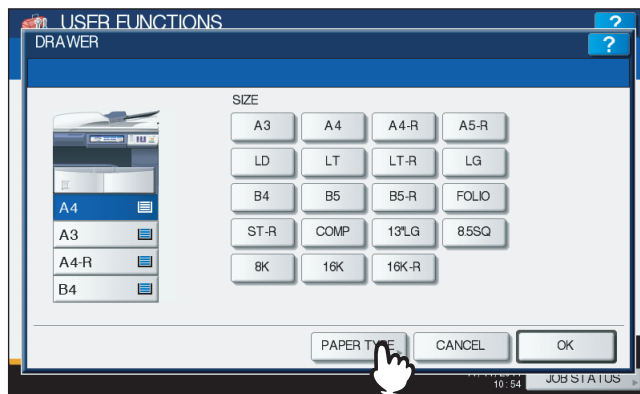 USER FUNCTIONS
?
DRAWER
?
SIZE
A3 A4 A4-R A5-R
LD LT LT-R LG
B4 B5 B5-R FOLIO
ST-R COMP 13"LG 8.5SQ
8K 16K 16K-R
A4
A3
A4-R
B4
PAPER TYPE CANCEL OK
10:54 JOB STATUS